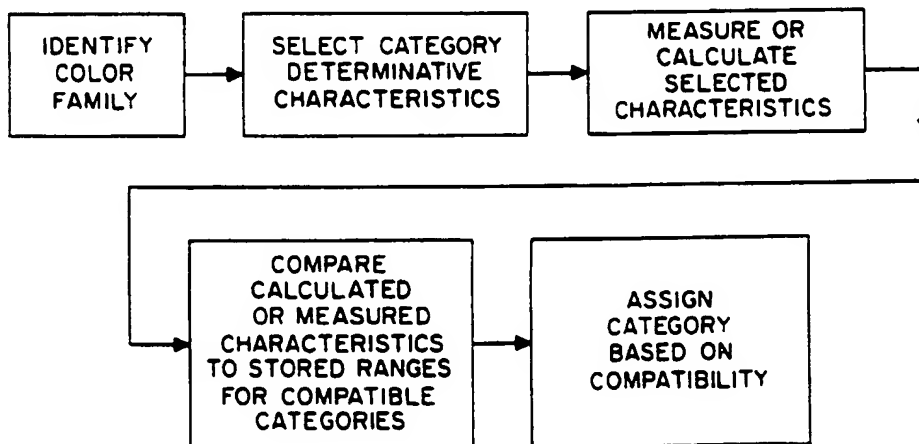 IDENTIFY
COLOR
FAMILY
SELECT CATEGORY
DETERMINATIVE
CHARACTERISTICS
MEASURE OR
CALCULATE
SELECTED
CHARACTERISTICS
COMPARE
CALCULATED
OR MEASURED
CHARACTERISTICS
TO STORED RANGES
FOR COMPATIBLE
CATEGORIES
ASSIGN
CATEGORY
BASED ON
COMPATIBILITY